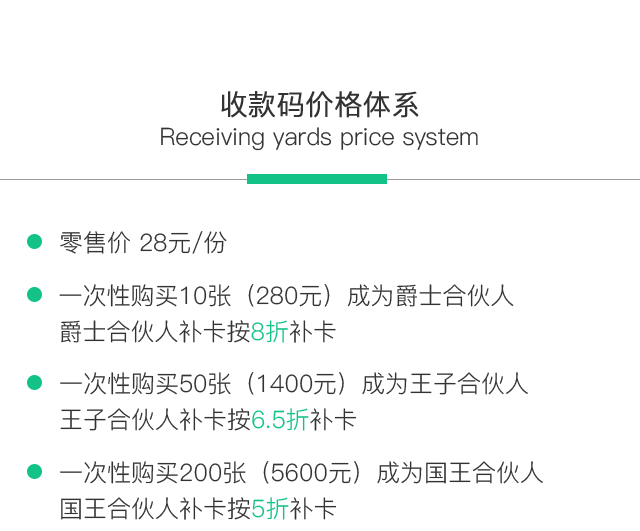 收款码价格体系
Receiving yards price system
零售价 28元/份
一次性购买10张（280元）成为爵士合伙人
爵士合伙人补卡按8折补卡
一次性购买50张（1400元）成为王子合伙人
王子合伙人补卡按6.5折补卡
一次性购买200张（5600元）成为国王合伙人
国王合伙人补卡按5折补卡